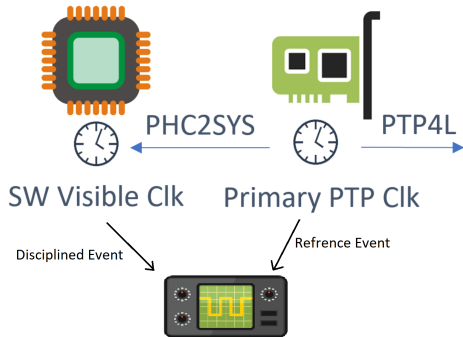 PHC2SYS
PTP4L
SW Visible Clk
Primary PTP Clk
Disciplined Event
Refrence Event